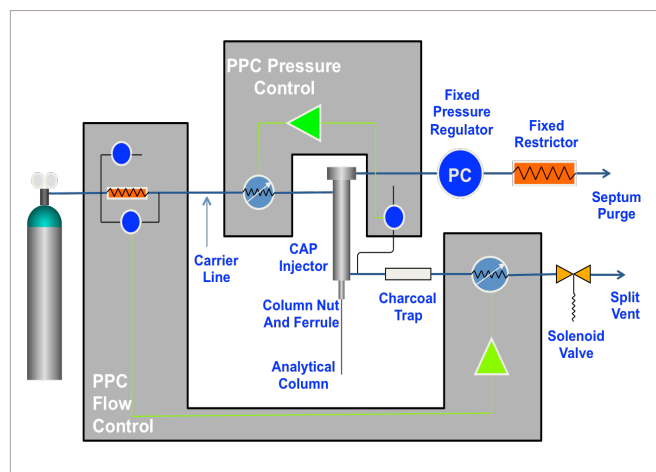 PPC Pressure
Control
Fixed
Pressure
Regulator
Fixed
Restrictor
PC
Septum
Purge
Carrier
Line
CAP
Injector
Charcoal
Trap
Column Nut
And Ferrule
Split
Vent
Solenoid
Valve
Analytical
Column
PPC
Flow
Control